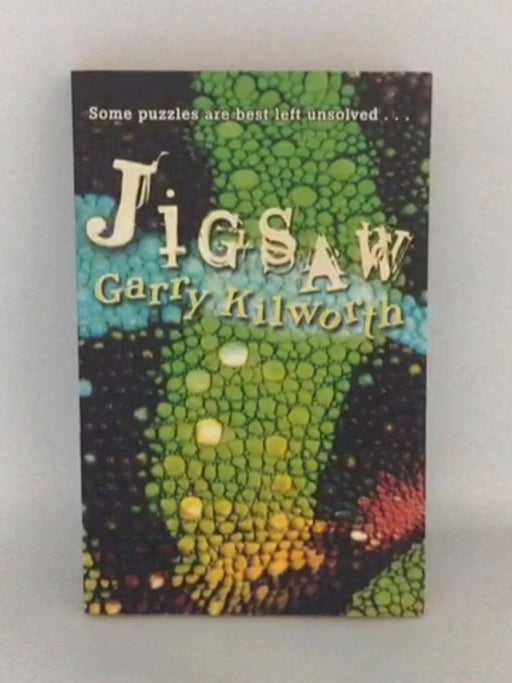 Some puzzles are best left unsolved . . .
JiGSAW
Garry Kilworth